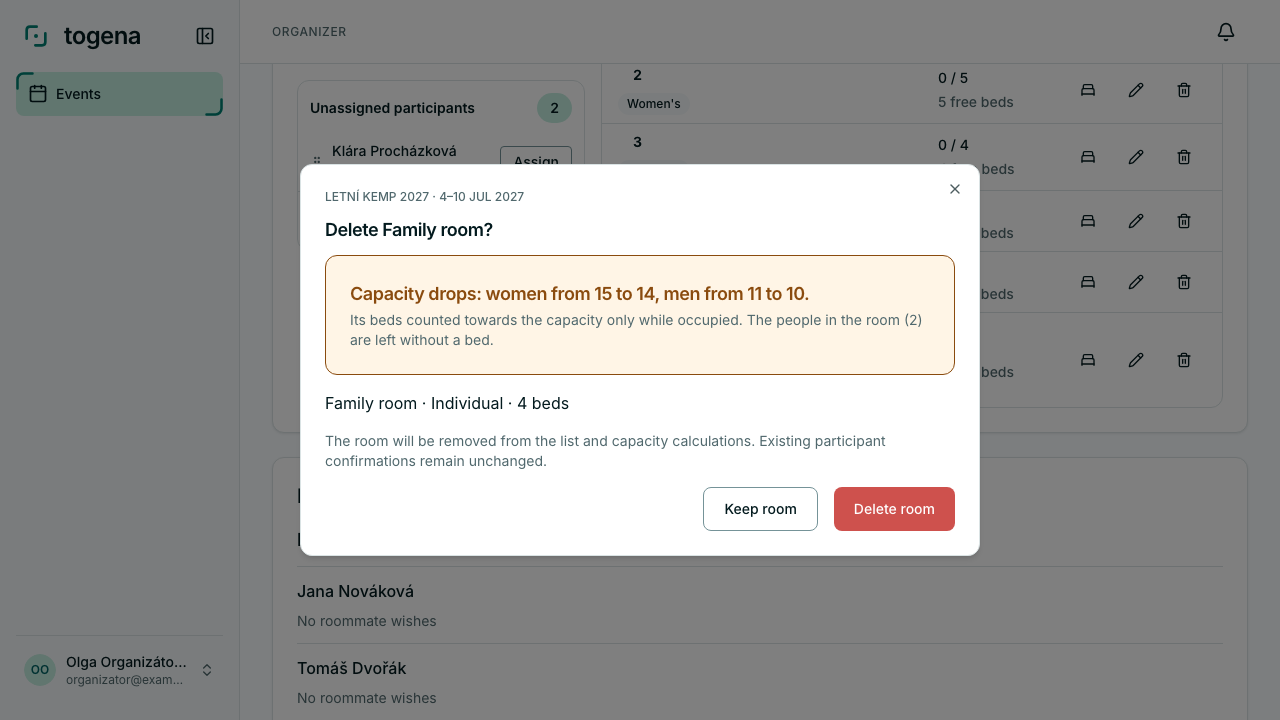 togena
Events
ORGANIZER
Unassigned participants
2
Klára Procházková
Assign
2
Women's
0 / 5
5 free beds
3
0 / 4
beds
beds
beds
beds
LETNÍ KEMP 2027 · 4–10 JUL 2027
Delete Family room?
Capacity drops: women from 15 to 14, men from 11 to 10.
Its beds counted towards the capacity only while occupied. The people in the room (2)
are left without a bed.
Family room · Individual · 4 beds
The room will be removed from the list and capacity calculations. Existing participant
confirmations remain unchanged.
Keep room
Delete room
Jana Nováková
No roommate wishes
Tomáš Dvořák
No roommate wishes
OO
Olga Organizáto...
organizator@exam...